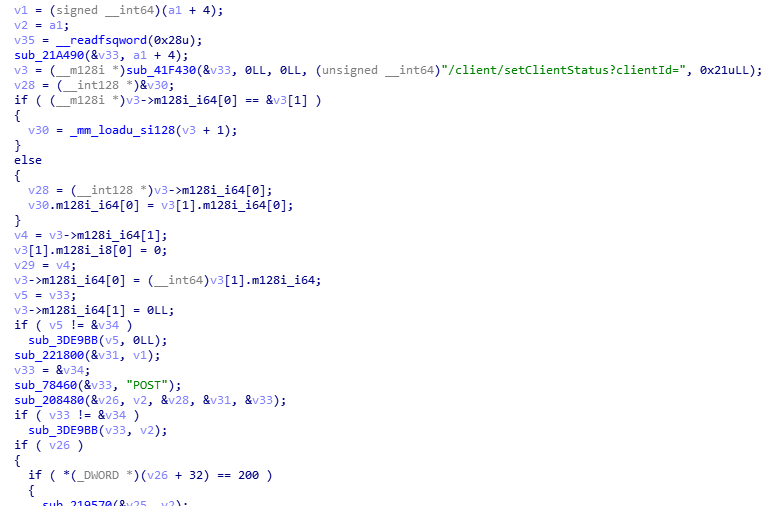 v1 = (signed __int64)(a1 + 4);
v2 = a1;
v35 = __readfsqword(0x28u);
sub_21A490(&v33, a1 + 4);
v3 = (__m128i *)sub_41F430(&v33, 0LL, 0LL, (unsigned __int64)"/client/setClientStatus?clientId=", 0x21uLL);
v28 = (__int128 *)&v30;
if ( (__m128i *)v3->m128i_i64[0] == &v3[1] )
{
v30 = _mm_loadu_si128(v3 + 1);
}
else
{
v28 = (__int128 *)v3->m128i_i64[0];
v30.m128i_i64[0] = v3[1].m128i_i64[0];
}
v4 = v3->m128i_i64[1];
v3[1].m128i_i8[0] = 0;
v29 = v4;
v3->m128i_i64[0] = (__int64)v3[1].m128i_i64;
v5 = v33;
v3->m128i_i64[1] = 0LL;
if ( v5 != &v34 )
sub_3DE9BB(v5, 0LL);
sub_221800(&v31, v1);
v33 = &v34;
sub_78460(&v33, "POST");
sub_208480(&v26, v2, &v28, &v31, &v33);
if ( v33 != &v34 )
sub_3DE9BB(v33, v2);
if ( v26 )
{
if ( *(_DWORD *)(v26 + 32) == 200 )
{
sub_219570(&v25, v2);